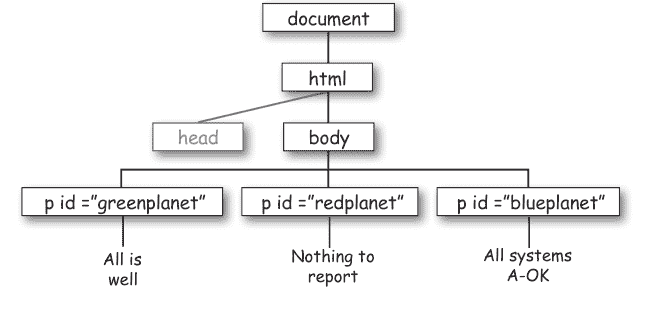 document
html
head
body
p id =”greenplanet”
p id =”redplanet”
p id =”blueplanet”
All is
well
Nothing to
report
All systems
A-OK